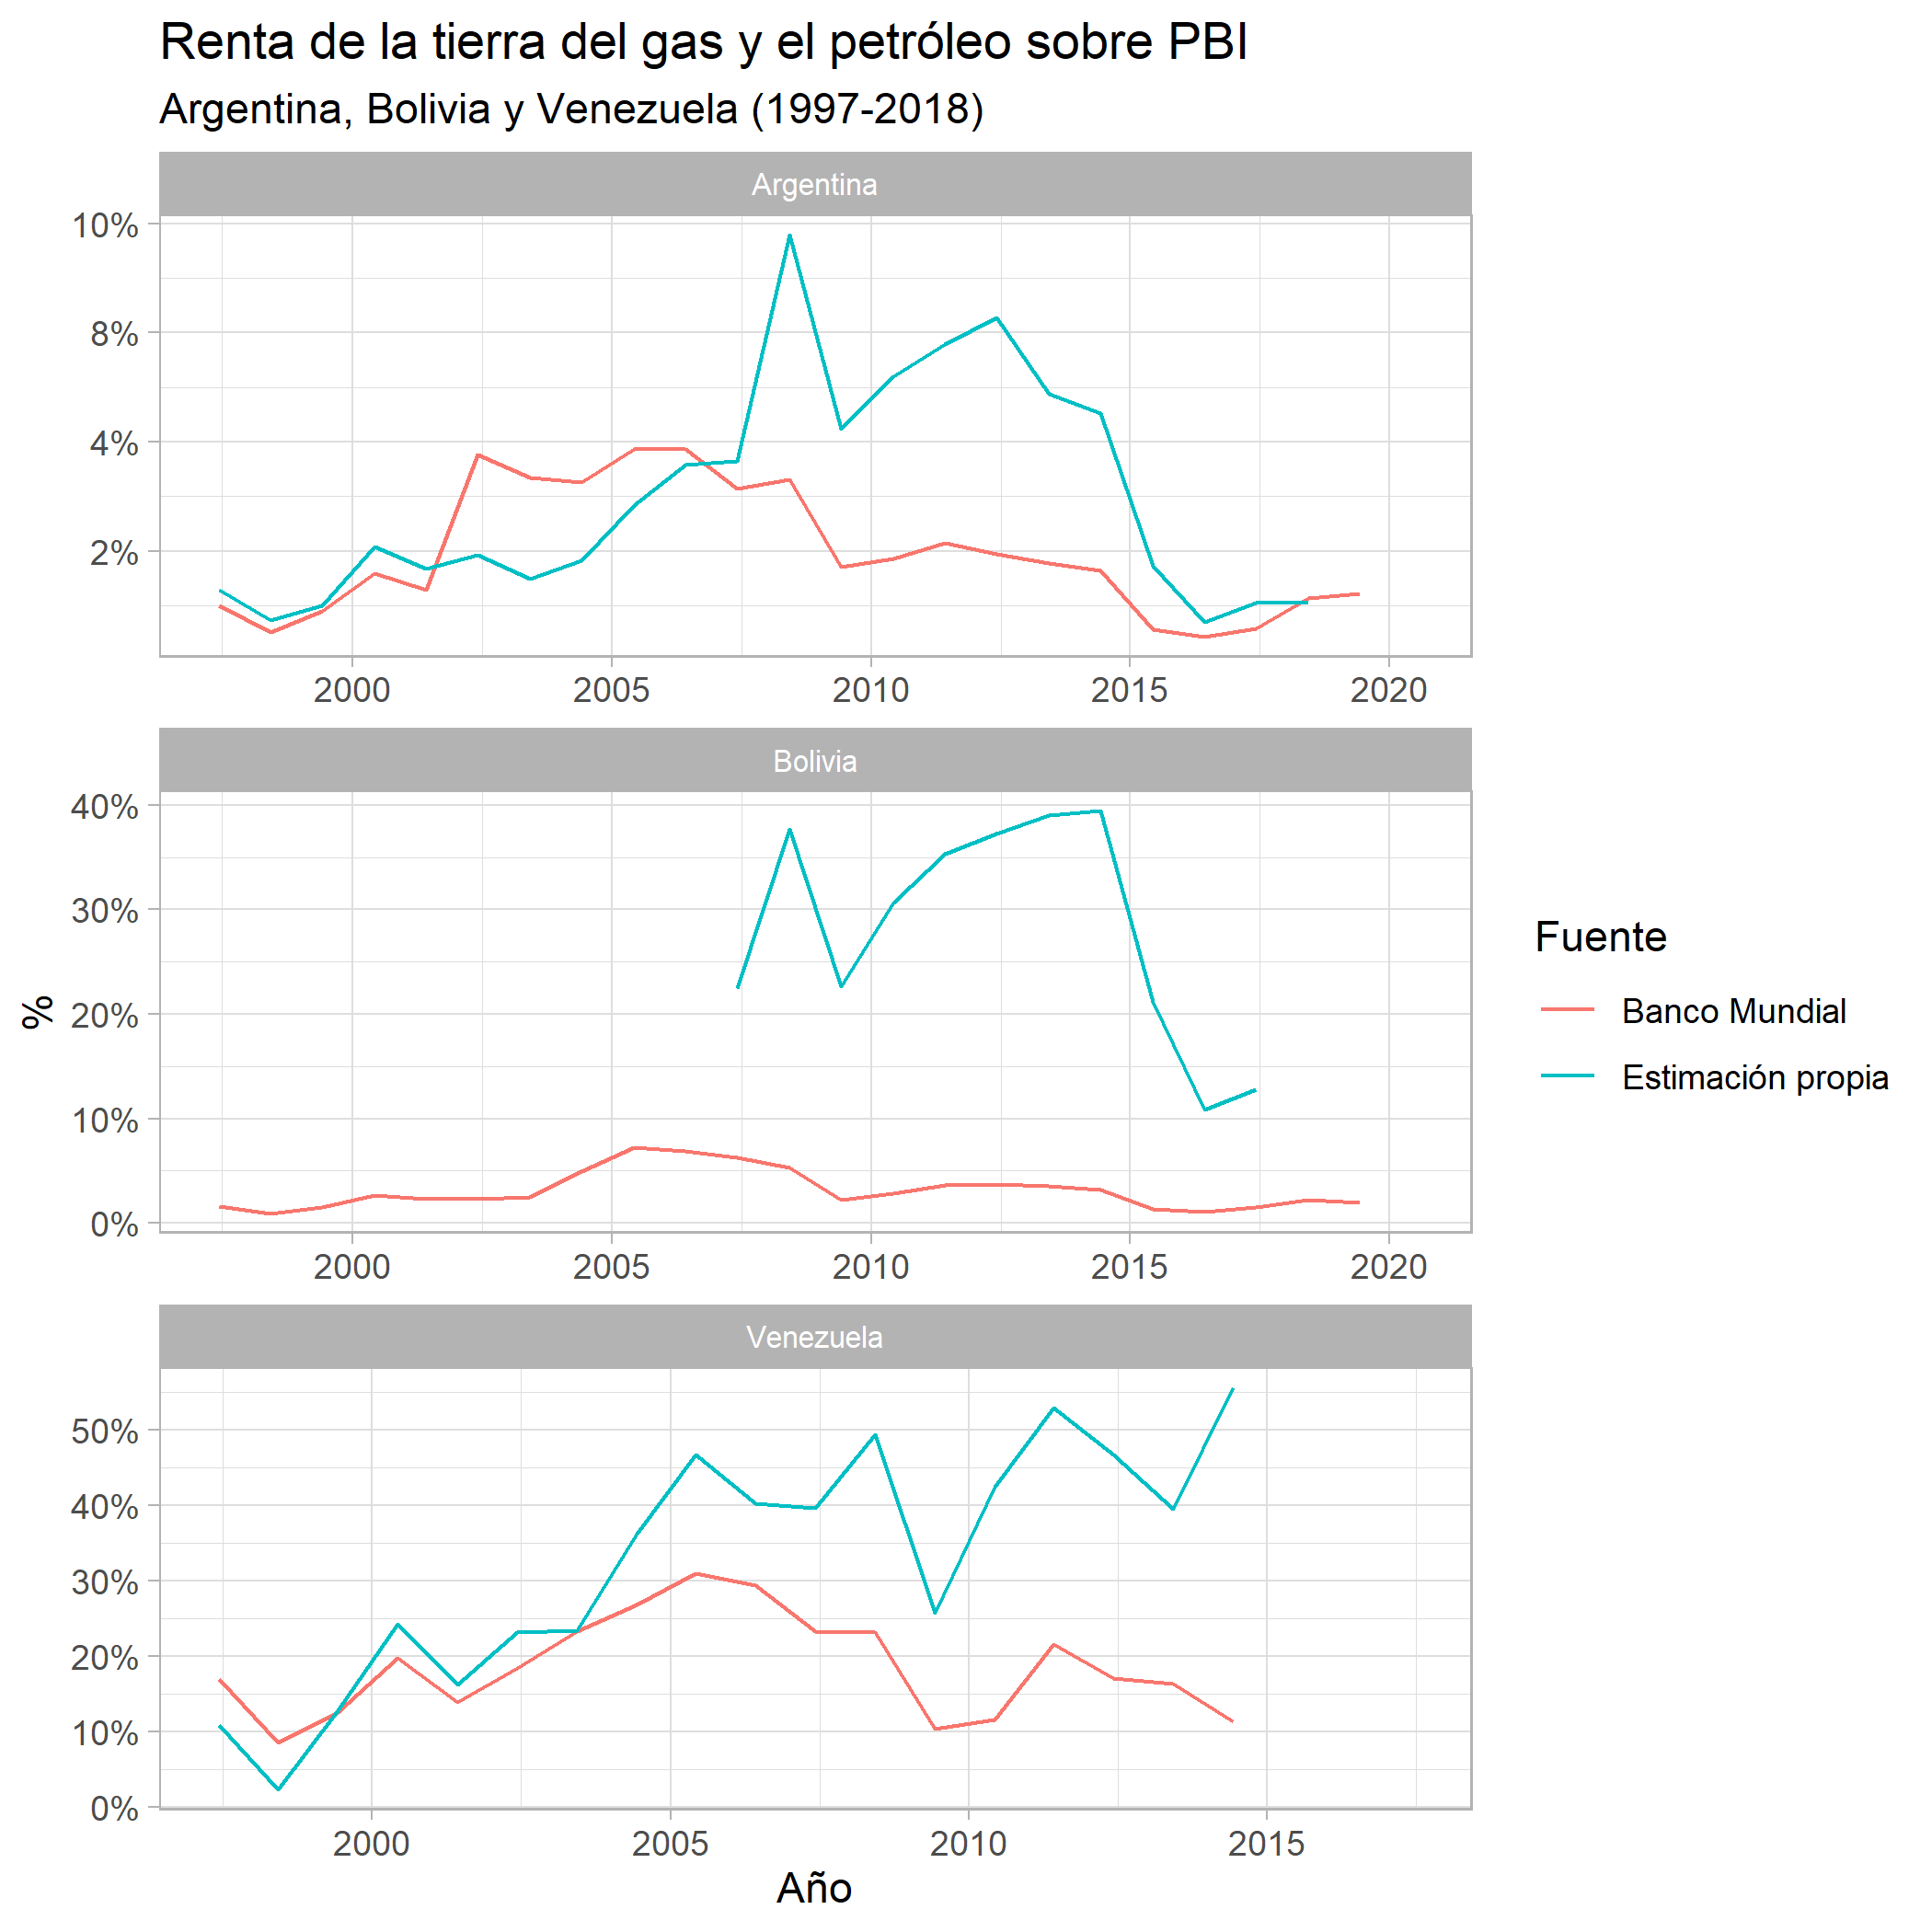 Renta de la tierra del gas y el petróleo sobre PBI
Argentina, Bolivia y Venezuela (1997-2018)
Argentina
10%
8%
4%
2%
2000 2005 2010 2015 2020
Bolivia
40%
30%
20%
10%
0%
2000 2005 2010 2015 2020
%
Venezuela
50%
40%
30%
20%
10%
0%
2000 2005 2010 2015
Año
Fuente
Banco Mundial
Estimación propia